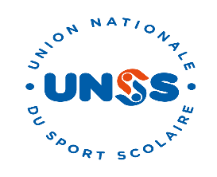 UNION NATIONALE
• UNSS •
DU SPORT SCOLAIRE